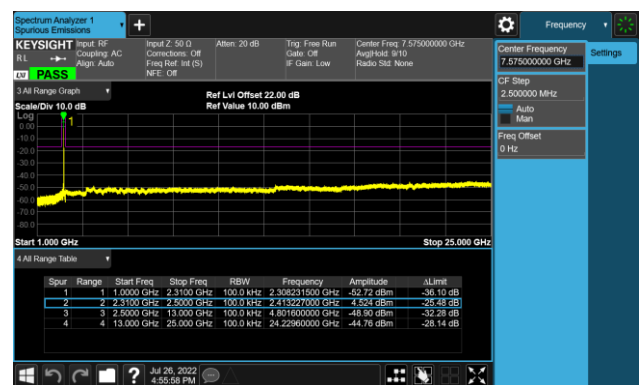 Spectrum Analyzer 1
Spurious Emissions
Frequency
KEYSIGHT
Input: RF
Coupling: AC
Align: Auto
Input Z: 50 Ω
Corrections: Off
Freq Ref: Int (S)
NFE: Off
Atten: 20 dB
Trig: Free Run
Gate: Off
IF Gain: Low
Center Freq: 7.575000000 GHz
Avg|Hold: 9/10
Radio Std: None
RL
LXI PASS
Center Frequency
7.575000000 GHz
Settings
CF Step
2.500000 MHz
Auto
Man
Freq Offset
0 Hz
3 All Range Graph
Scale/Div 10.0 dB
Ref Lvl Offset 22.00 dB
Ref Value 10.00 dBm
Log
1
0.00
-10.0
-20.0
-30.0
-40.0
-50.0
-60.0
-70.0
-80.0
Start 1.000 GHz
Stop 25.000 GHz
4 All Range Table
Spur Range Start Freq Stop Freq RBW Frequency Amplitude ΔLimit
1 1 1.0000 GHz 2.3100 GHz 100.0 kHz 2.308231500 GHz -52.72 dBm -36.10 dB
2 2 2.3100 GHz 2.5000 GHz 100.0 kHz 2.413227000 GHz 4.524 dBm -25.48 dB
3 3 2.5000 GHz 13.000 GHz 100.0 kHz 4.801600000 GHz -48.90 dBm -32.28 dB
4 4 13.000 GHz 25.000 GHz 100.0 kHz 24.22960000 GHz -44.76 dBm -28.14 dB
?
Jul 26, 2022
4:55:58 PM